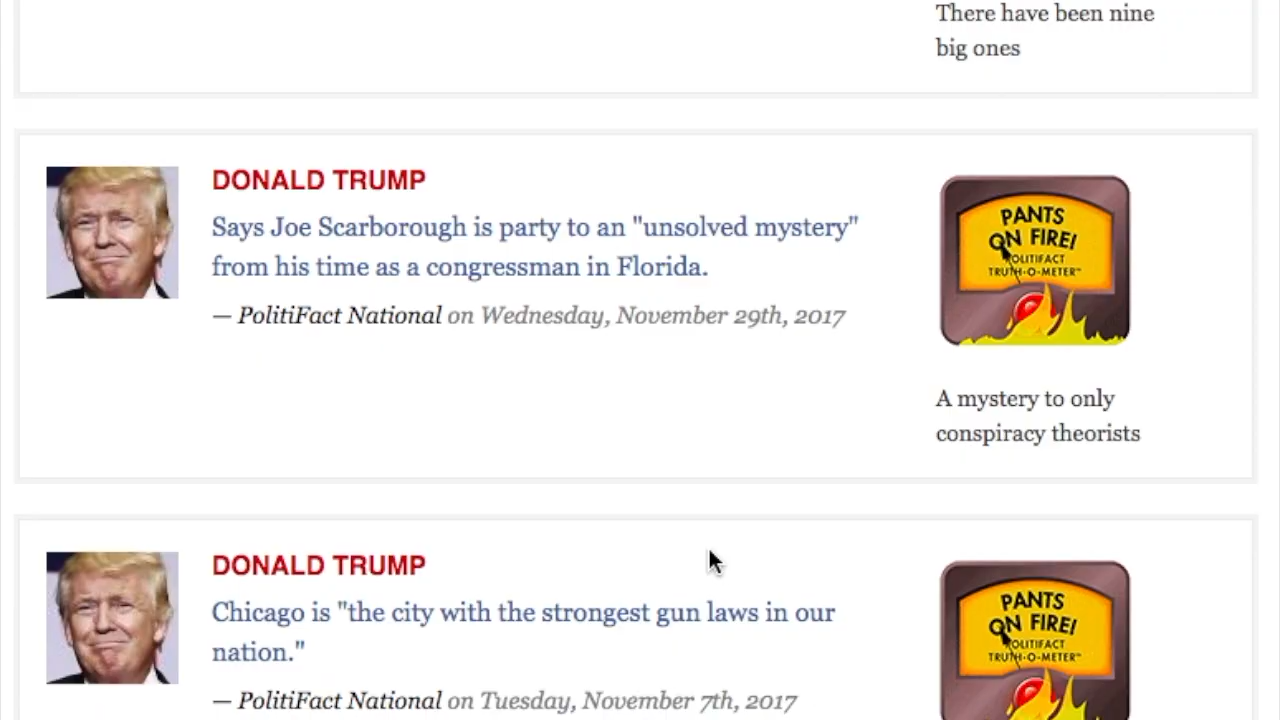 There have been nine
big ones
DONALD TRUMP
Says Joe Scarborough is party to an "unsolved mystery"
from his time as a congressman in Florida.
— PolitiFact National on Wednesday, November 29th, 2017
PANTS
ON FIRE!
POLITIFACT
TRUTH-O-METER™
A mystery to only
conspiracy theorists
DONALD TRUMP
Chicago is "the city with the strongest gun laws in our
nation."
— PolitiFact National on Tuesday, November 7th, 2017
PANTS
ON FIRE!
POLITIFACT
TRUTH-O-METER™